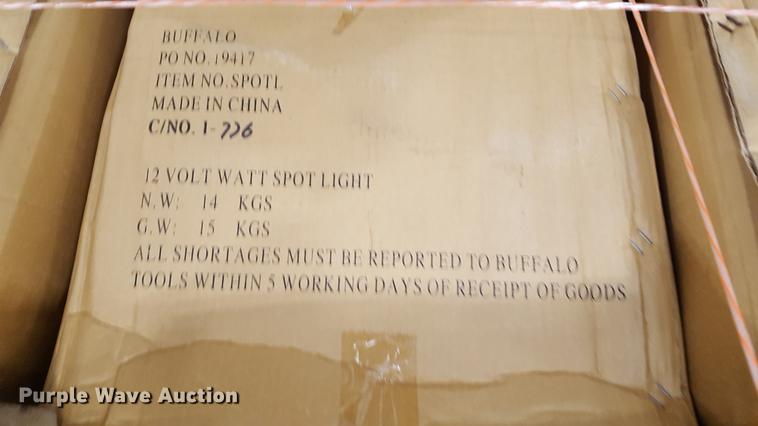 BUFFALO
PO NO. 19417
ITEM NO. SPOTL
MADE IN CHINA
C/NO. 1-776
12 VOLT WATT SPOT LIGHT
N.W: 14 KGS
G.W: 15 KGS
ALL SHORTAGES MUST BE REPORTED TO BUFFALO
TOOLS WITHIN 5 WORKING DAYS OF RECEIPT OF GOODS
Purple Wave Auction